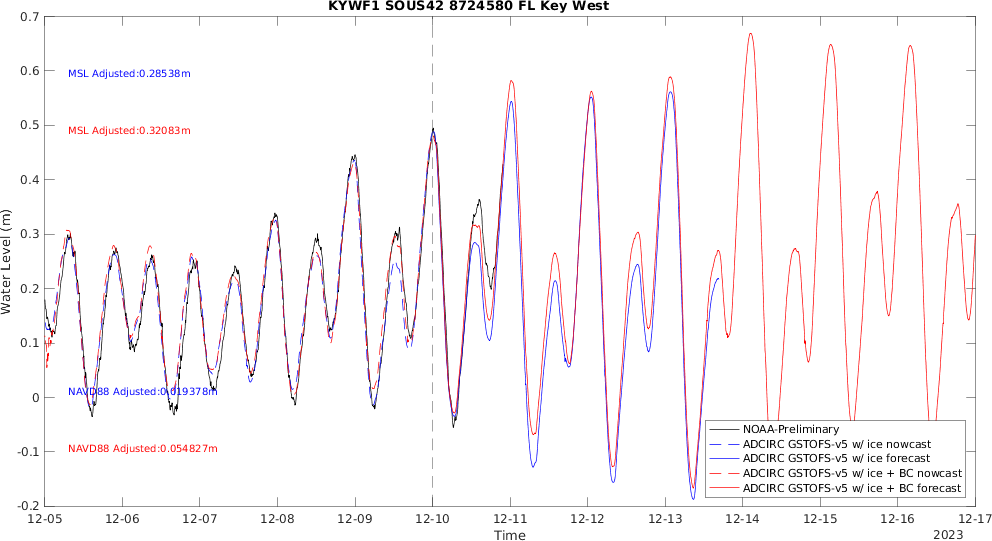 KYWF1 SOUS42 8724580 FL Key West
0.7
0.6
0.5
0.4
0.3
0.2
0.1
0
-0.1
-0.2
Water Level (m)
MSL Adjusted:0.28538m
MSL Adjusted:0.32083m
NAVD88 Adjusted:0.019378m
NAVD88 Adjusted:0.054827m
NOAA-Preliminary
ADCIRC GSTOFS-v5 w/ ice nowcast
ADCIRC GSTOFS-v5 w/ ice forecast
ADCIRC GSTOFS-v5 w/ ice + BC nowcast
ADCIRC GSTOFS-v5 w/ ice + BC forecast
12-05 12-06 12-07 12-08 12-09 12-10 12-11 12-12 12-13 12-14 12-15 12-16 12-17
Time
2023